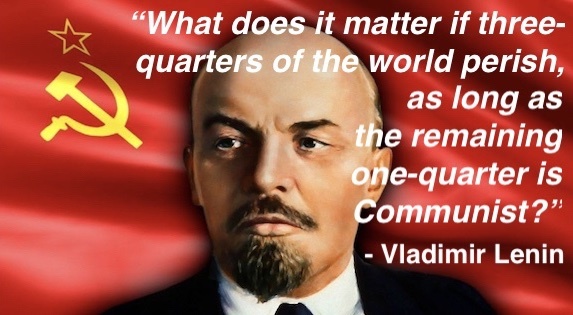 “What does it matter if three-
quarters of the world perish,
as long as
the remaining
one-quarter is
Communist?”
- Vladimir Lenin